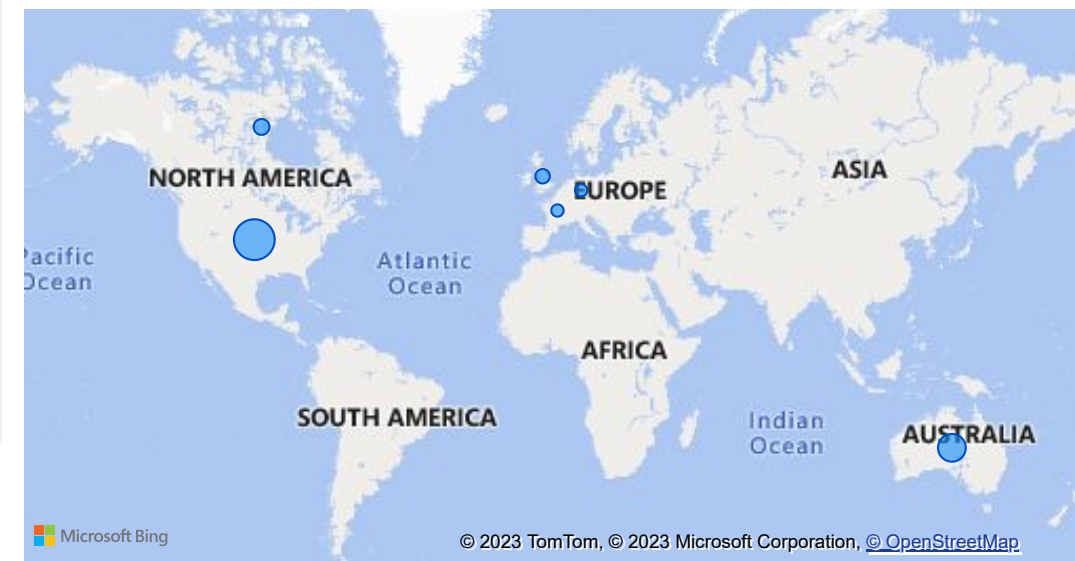 NORTH AMERICA
EUROPE
ASIA
Pacific
Ocean
Atlantic
Ocean
AFRICA
SOUTH AMERICA
Indian
Ocean
AUSTRALIA
Microsoft Bing
© 2023 TomTom, © 2023 Microsoft Corporation, © OpenStreetMap